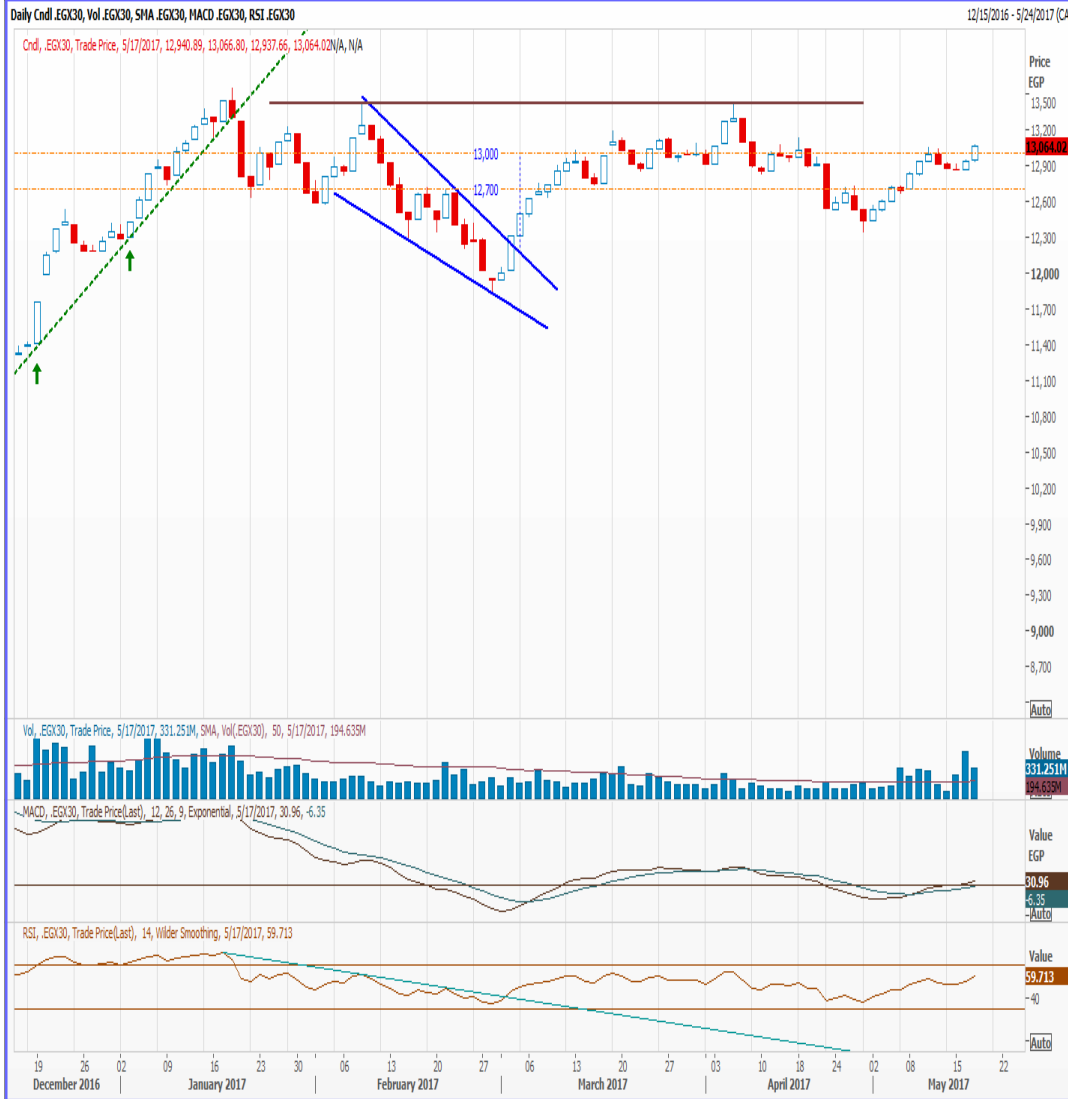 Daily Cndl .EGX30, Vol .EGX30, SMA .EGX30, MACD .EGX30, RSI .EGX30
12/15/2016 - 5/24/2017 (CA
Cndl, .EGX30, Trade Price, 5/17/2017, 12,940.89, 13,066.80, 12,937.66, 13,064.02N/A, N/A
Price
EGP
13,500
13,200
13,064.02
13,000
12,900
12,700
12,600
12,300
12,000
11,700
11,400
11,100
10,800
10,500
10,200
9,900
9,600
9,300
9,000
8,700
Auto
Vol, .EGX30, Trade Price, 5/17/2017, 331.251M, SMA, Vol(.EGX30), 50, 5/17/2017, 194.635M
Volume
331.251M
194.635M
MACD, .EGX30, Trade Price(Last), 12, 26, 9, Exponential, 5/17/2017, 30.96, -6.35
Value
EGP
30.96
-6.35
Auto
RSI, .EGX30, Trade Price(Last), 14, Wilder Smoothing, 5/17/2017, 59.713
Value
59.713
40
Auto
19 26 02 09 16 23 30 06 13 20 27 06 13 20 27 03 10 17 24 02 08 15 22
December 2016 January 2017 February 2017 March 2017 April 2017 May 2017